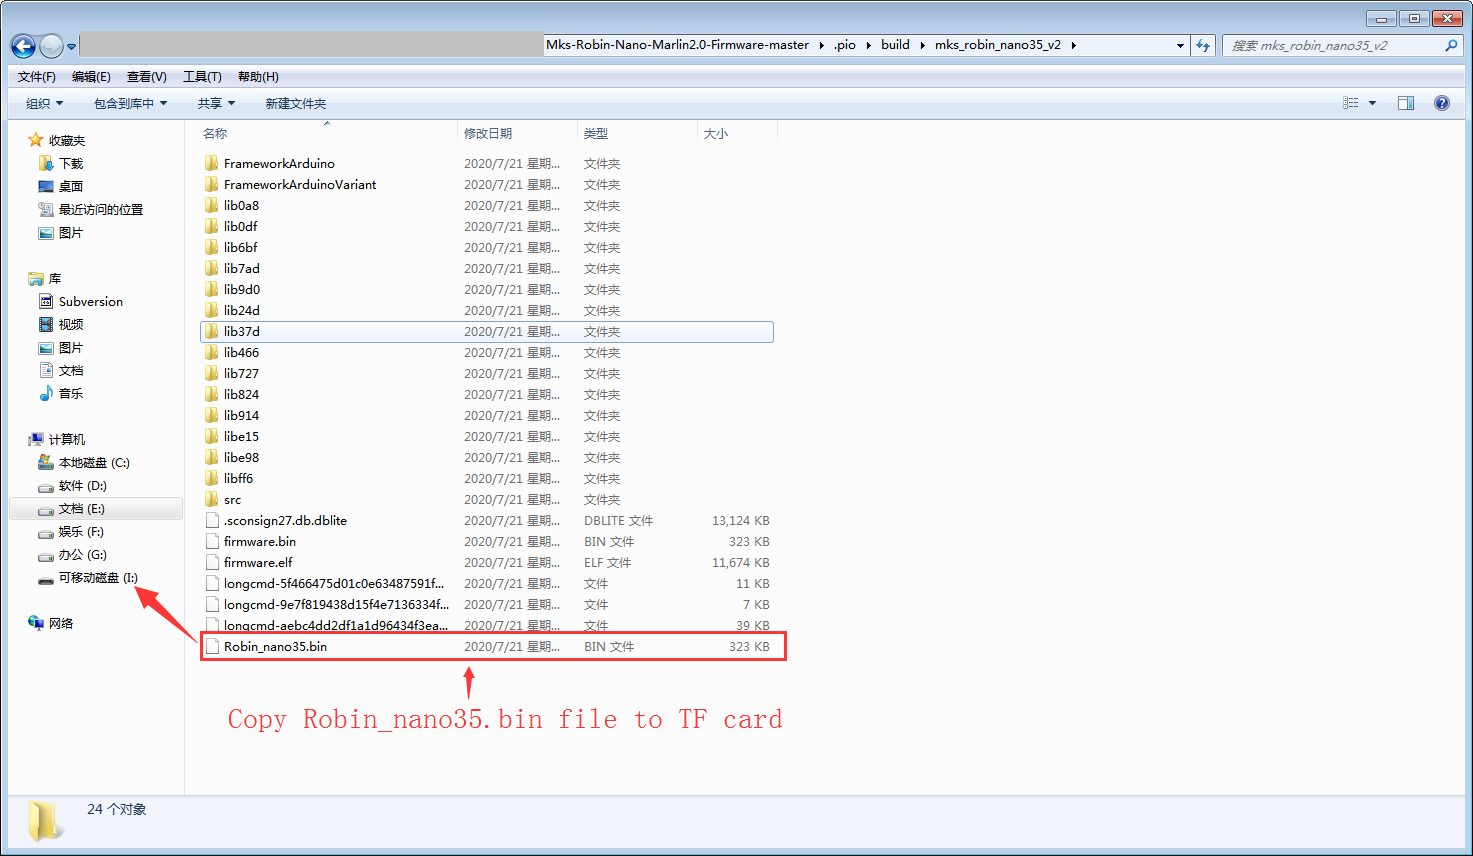 Mks-Robin-Nano-Marlin2.0-Firmware-master .pio build mks_robin_nano35_v2 搜索 mks_robin_nano35_v2
文件(F) 编辑(E) 查看(V) 工具(T) 帮助(H)
组织 包含到库中 共享 新建文件夹
收藏夹
下载
桌面
最近访问的位置
图片
库
Subversion
视频
图片
文档
音乐
计算机
本地磁盘 (C:)
软件 (D:)
文档 (E:)
娱乐 (F:)
办公 (G:)
可移动磁盘 (I:)
网络
名称 修改日期 类型 大小
FrameworkArduino 2020/7/21 星期... 文件夹
FrameworkArduinoVariant 2020/7/21 星期... 文件夹
lib0a8 2020/7/21 星期... 文件夹
lib0df 2020/7/21 星期... 文件夹
lib6bf 2020/7/21 星期... 文件夹
lib7ad 2020/7/21 星期... 文件夹
lib9d0 2020/7/21 星期... 文件夹
lib24d 2020/7/21 星期... 文件夹
lib37d 2020/7/21 星期... 文件夹
lib466 2020/7/21 星期... 文件夹
lib727 2020/7/21 星期... 文件夹
lib824 2020/7/21 星期... 文件夹
lib914 2020/7/21 星期... 文件夹
libe15 2020/7/21 星期... 文件夹
libe98 2020/7/21 星期... 文件夹
libff6 2020/7/21 星期... 文件夹
src 2020/7/21 星期... 文件夹
.sconsign27.db.dblite 2020/7/21 星期... DBLITE 文件 13,124 KB
firmware.bin 2020/7/21 星期... BIN 文件 323 KB
firmware.elf 2020/7/21 星期... ELF 文件 11,674 KB
longcmd-5f466475d01c0e63487591f... 2020/7/21 星期... 文件 11 KB
longcmd-9e7f819438d15f4e7136334f... 2020/7/21 星期... 文件 7 KB
longcmd-aebc4dd2df1a1d96434f3ea... 2020/7/21 星期... 文件 39 KB
Robin_nano35.bin 2020/7/21 星期... BIN 文件 323 KB
Copy Robin_nano35.bin file to TF card
24 个对象